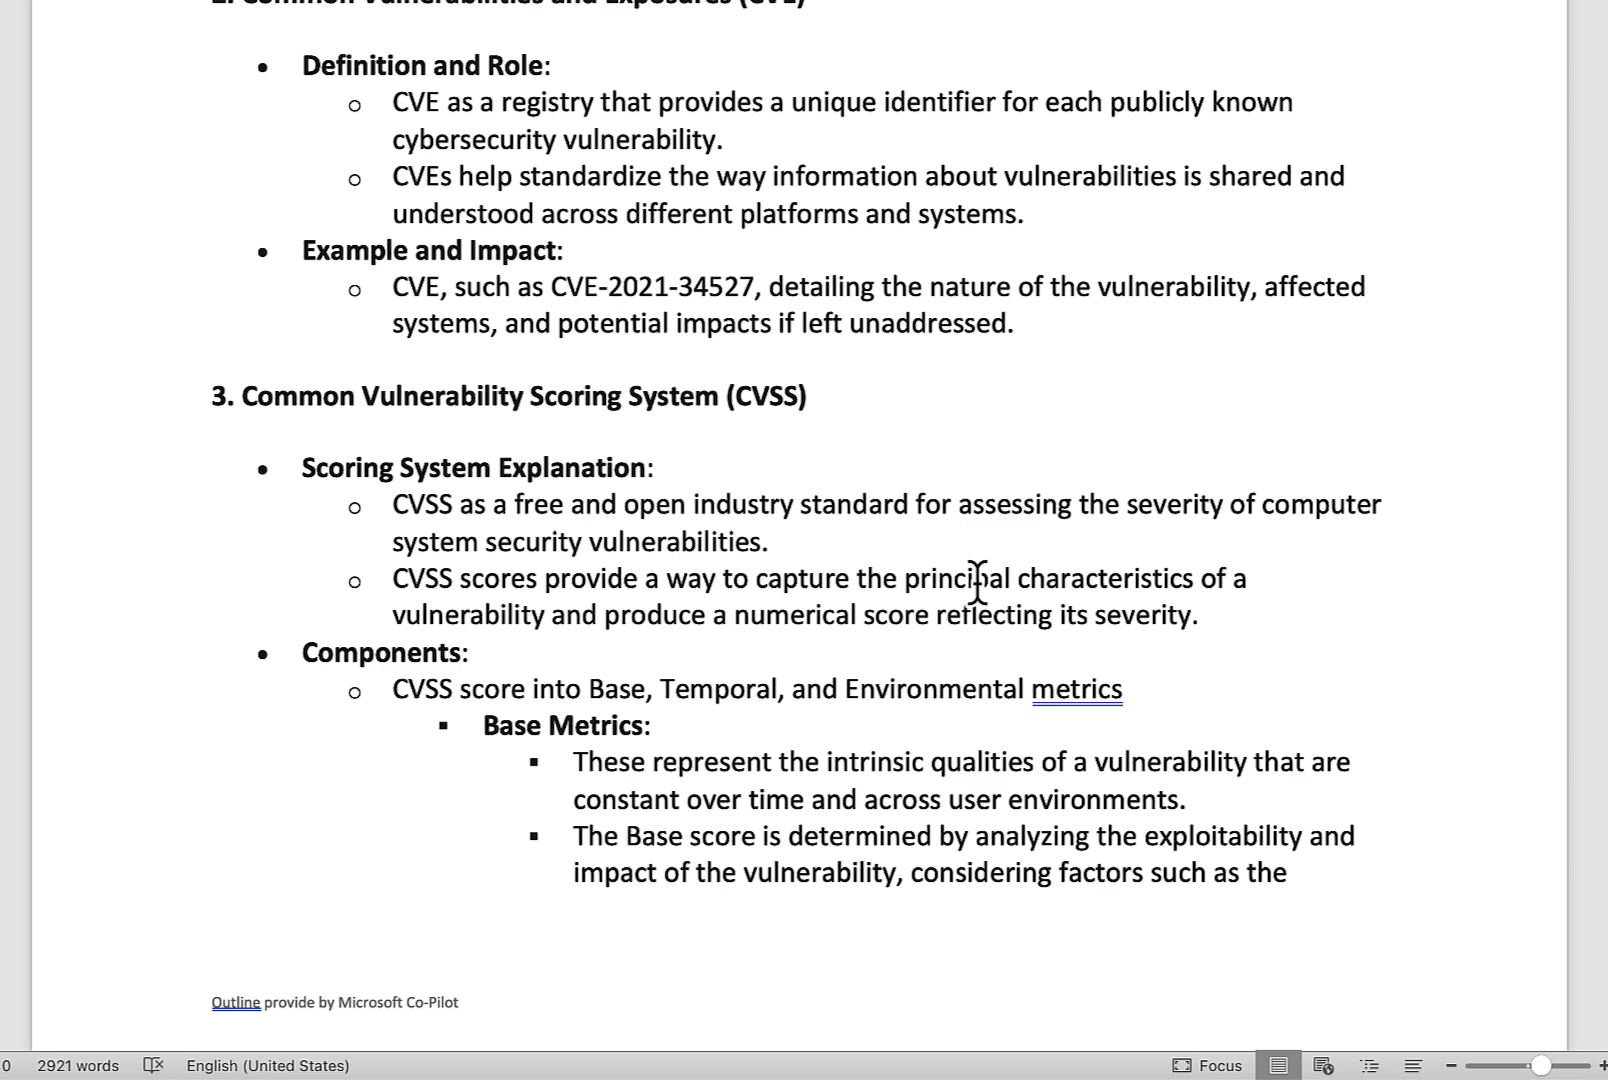 2. Common Vulnerabilities and Exposures (CVE)
• Definition and Role:
o CVE as a registry that provides a unique identifier for each publicly known
cybersecurity vulnerability.
o CVEs help standardize the way information about vulnerabilities is shared and
understood across different platforms and systems.
• Example and Impact:
o CVE, such as CVE-2021-34527, detailing the nature of the vulnerability, affected
systems, and potential impacts if left unaddressed.
3. Common Vulnerability Scoring System (CVSS)
• Scoring System Explanation:
o CVSS as a free and open industry standard for assessing the severity of computer
system security vulnerabilities.
o CVSS scores provide a way to capture the principal characteristics of a
vulnerability and produce a numerical score reflecting its severity.
• Components:
o CVSS score into Base, Temporal, and Environmental metrics
▪ Base Metrics:
▪ These represent the intrinsic qualities of a vulnerability that are
constant over time and across user environments.
▪ The Base score is determined by analyzing the exploitability and
impact of the vulnerability, considering factors such as the
Outline provide by Microsoft Co-Pilot
0 2921 words English (United States) Focus